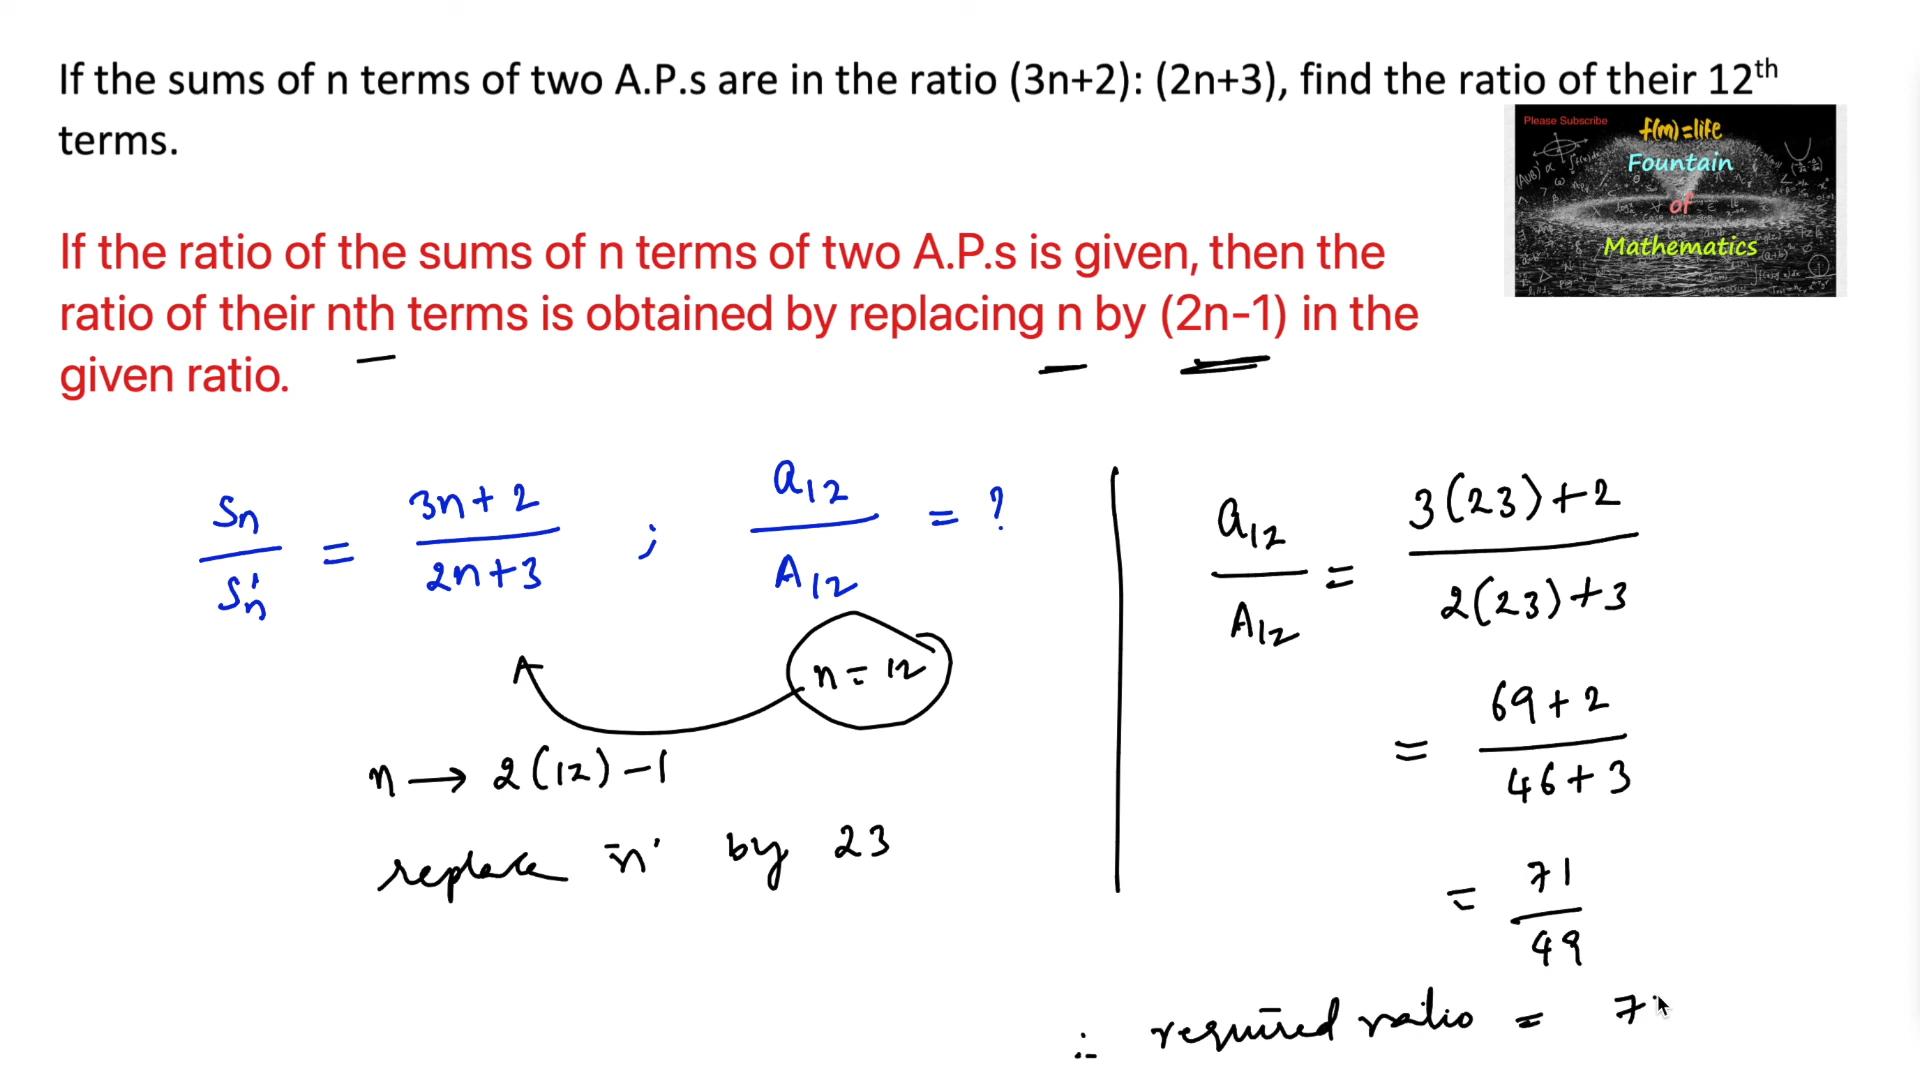 If the sums of n terms of two A.P.s are in the ratio (3n+2): (2n+3), find the ratio of their 12th
terms.
Please Subscribe
f(m)=life
Fountain
of
Mathematics
If the ratio of the sums of n terms of two A.P.s is given, then the
ratio of their nth terms is obtained by replacing n by (2n-1) in the
given ratio.
Sn/S'n = 3n+2/2n+3 ; a12/A12 = ?
n = 12
n → 2(12)-1
replace 'n' by 23
a12/A12 = 3(23)+2/2(23)+3
= 69+2/46+3
= 71/49
∴ required ratio = 7